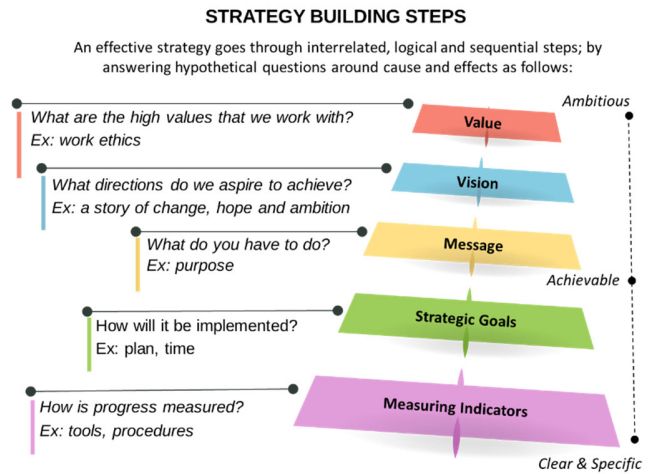 STRATEGY BUILDING STEPS
An effective strategy goes through interrelated, logical and sequential steps; by
answering hypothetical questions around cause and effects as follows:
Ambitious
What are the high values that we work with?
Ex: work ethics
Value
What directions do we aspire to achieve?
Ex: a story of change, hope and ambition
Vision
What do you have to do?
Ex: purpose
Message
Achievable
How will it be implemented?
Ex: plan, time
Strategic Goals
How is progress measured?
Ex: tools, procedures
Measuring Indicators
Clear & Specific